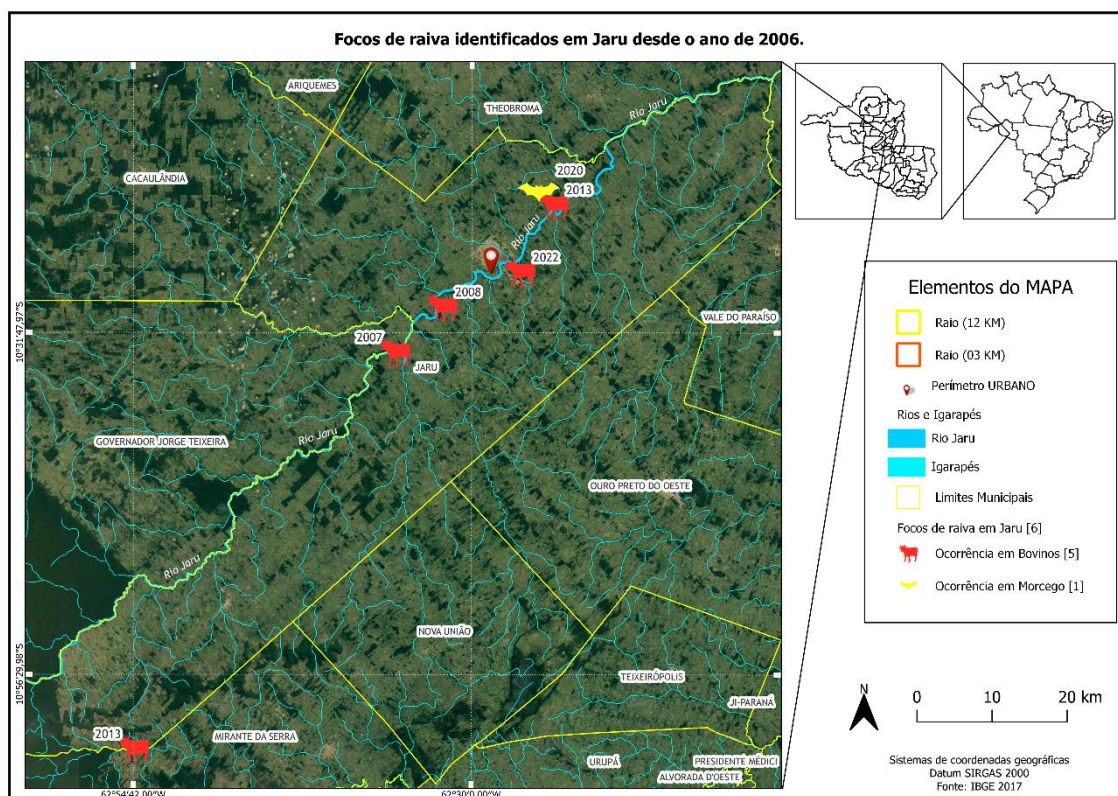 Focos de raiva identificados em Jaru desde o ano de 2006.
ARIQUEMES
THEOBROMA
Rio Jaru
CACAULÂNDIA
2020
2013
Rio Jaru
2022
2008
VALE DO PARAÍSO
10°31'47.97"S
2007
JARU
GOVERNADOR JORGE TEIXEIRA
Rio Jaru
OURO PRETO DO OESTE
Rio Jaru
NOVA UNIÃO
TEIXEIRÓPOLIS
10°56'29.98"S
JI-PARANÁ
2013
MIRANTE DA SERRA
URUPÁ
PRESIDENTE MÉDICI
ALVORADA D'OESTE
62°54'42.00"W
62°30'0.00"W
Elementos do MAPA
Raio (12 KM)
Raio (03 KM)
Perímetro URBANO
Rios e Igarapés
Rio Jaru
Igarapés
Limites Municipais
Focos de raiva em Jaru [6]
Ocorrência em Bovinos [5]
Ocorrência em Morcego [1]
N
0 10 20 km
Sistemas de coordenadas geográficas
Datum SIRGAS 2000
Fonte: IBGE 2017